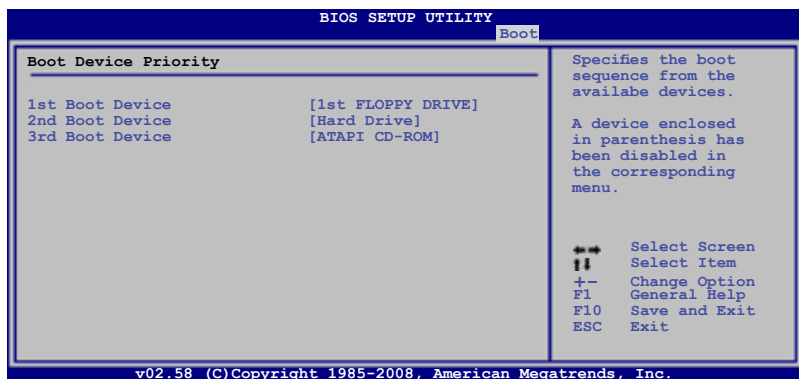 BIOS SETUP UTILITY
Boot
Boot Device Priority
1st Boot Device [1st FLOPPY DRIVE]
2nd Boot Device [Hard Drive]
3rd Boot Device [ATAPI CD-ROM]
Specifies the boot
sequence from the
availabe devices.
A device enclosed
in parenthesis has
been disabled in
the corresponding
menu.
←→ Select Screen
↑↓ Select Item
+- Change Option
F1 General Help
F10 Save and Exit
ESC Exit
v02.58 (C)Copyright 1985-2008, American Megatrends, Inc.